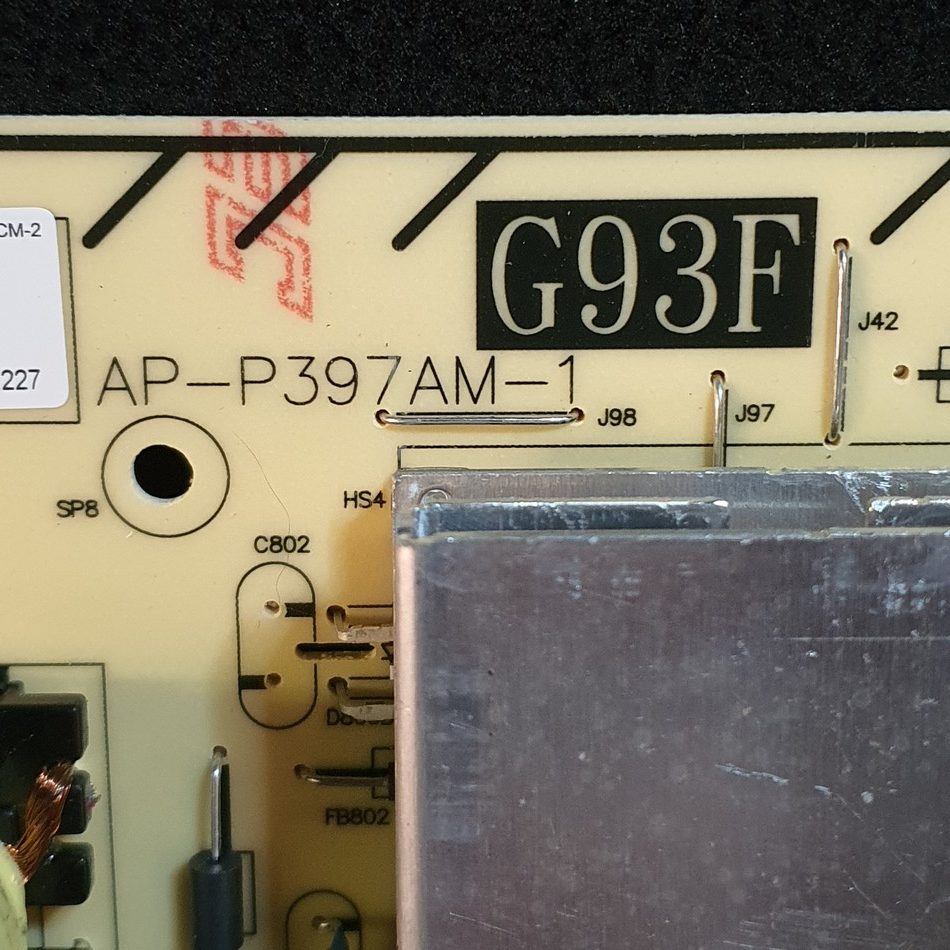 CM-2
G93F
J42
227
AP-P397AM-1
J98
J97
HS4
SP8
C802
FB802